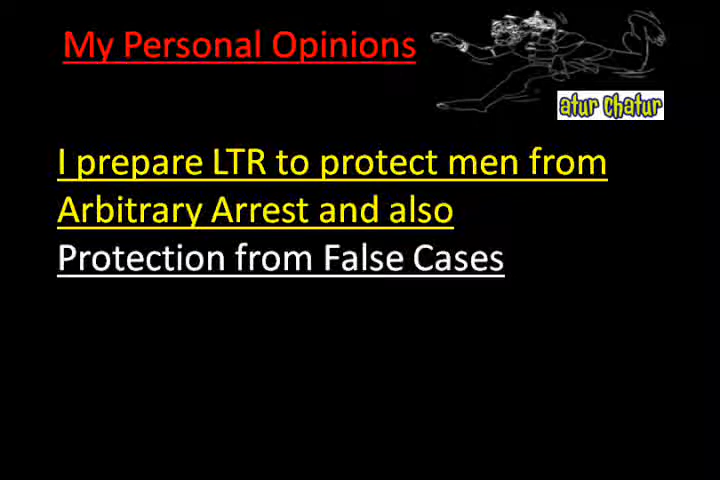 My Personal Opinions
atur chatur
I prepare LTR to protect men from
Arbitrary Arrest and also
Protection from False Cases